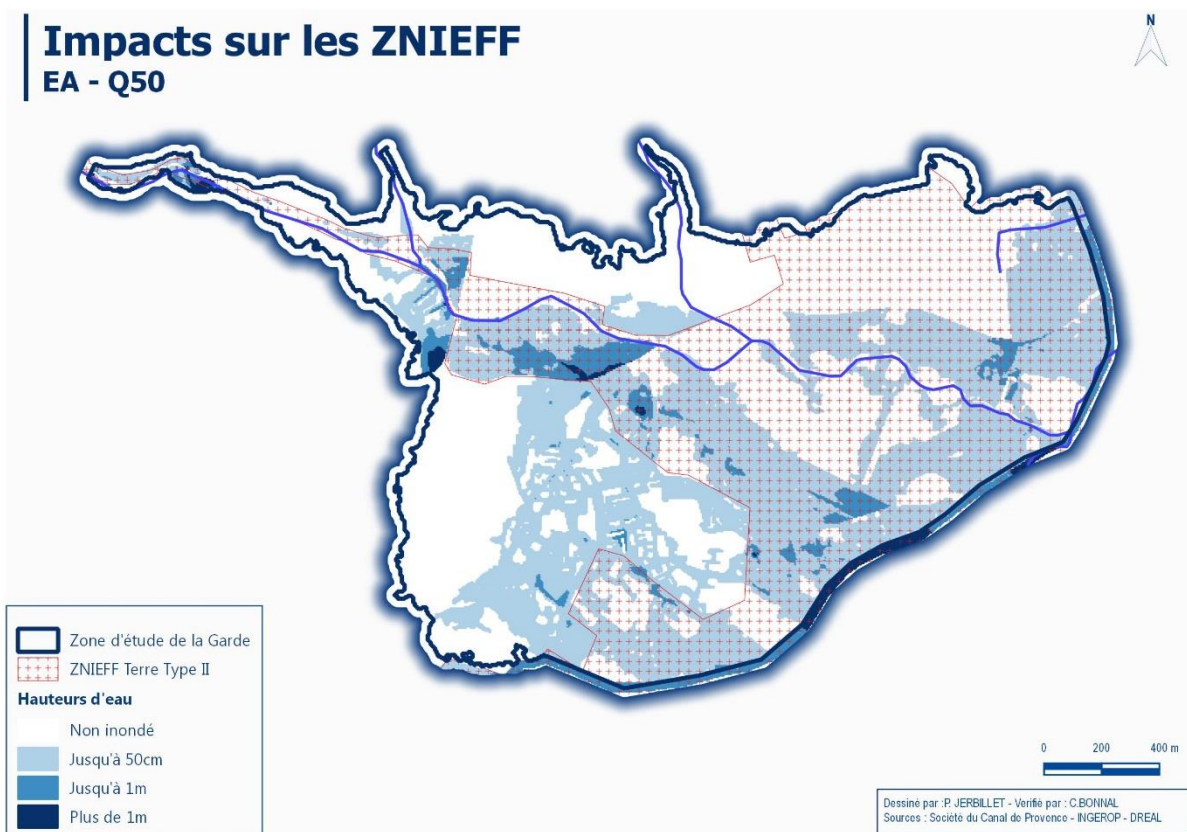 Impacts sur les ZNIEFF
EA - Q50
N
Zone d'étude de la Garde
ZNIEFF Terre Type II
Hauteurs d'eau
Non inondé
Jusqu'à 50cm
Jusqu'à 1m
Plus de 1m
0 200 400 m
Dessiné par :P. JERBILLET - Verifié par : C.BONNAL
Sources : Société du Canal de Provence - INGEROP - DREAL